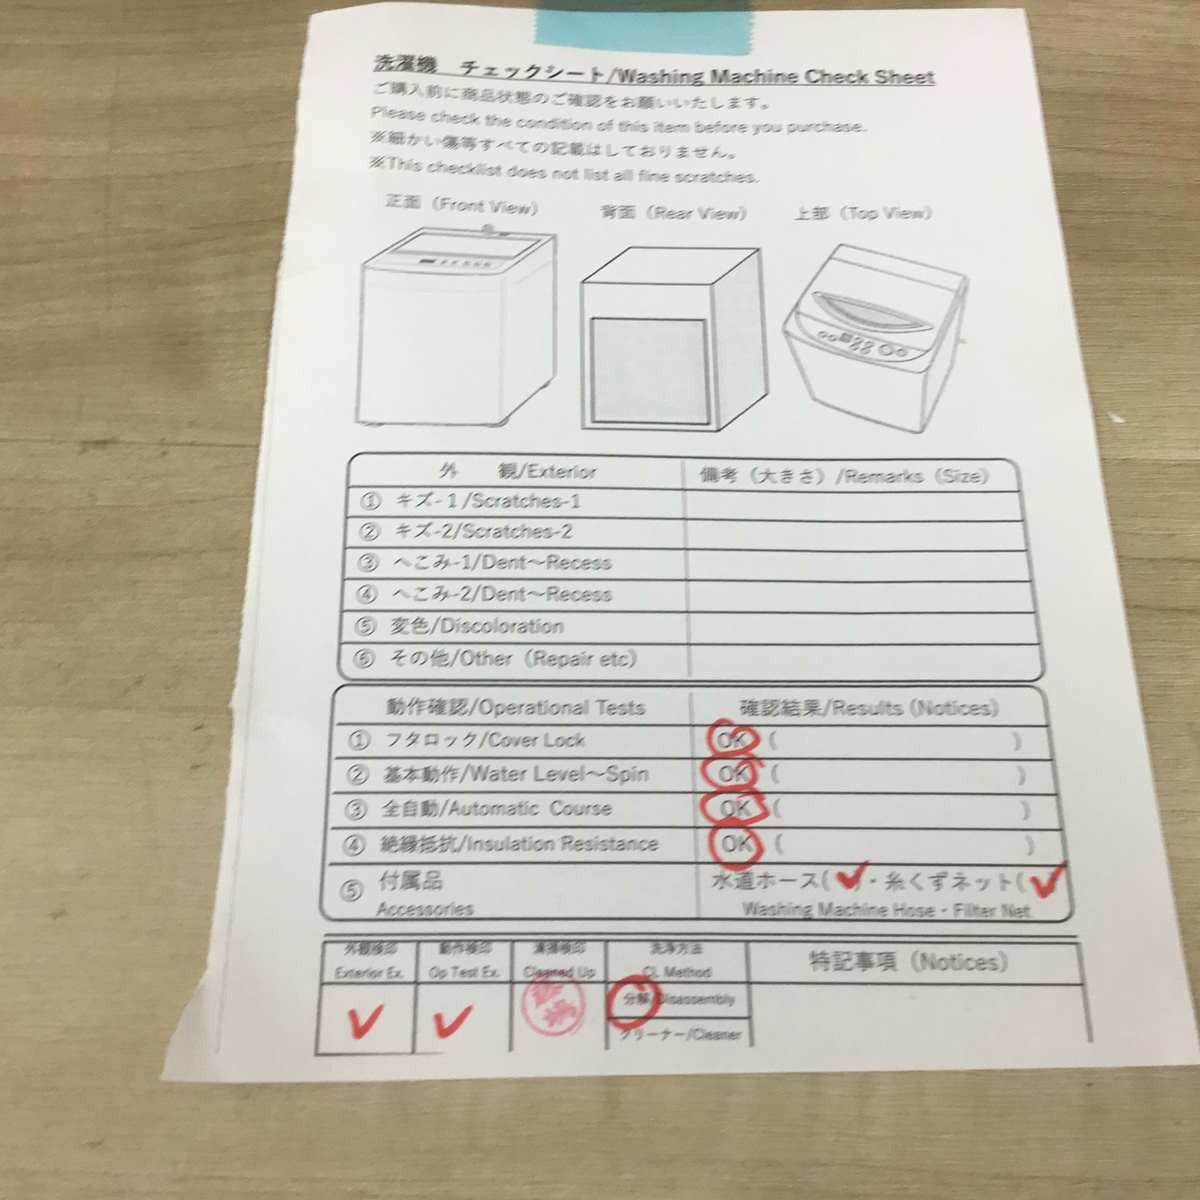 洗濯機　チェックシート/Washing Machine Check Sheet
ご購入前に商品状態のご確認をお願いいたします。
Please check the condition of this item before you purchase.
※細かい傷等すべての記載はしておりません。
※This checklist does not list all fine scratches.
正面（Front View） 背面（Rear View） 上部（Top View）
外　観/Exterior 備考（大きさ）/Remarks（Size）
① キズ-1/Scratches-1
② キズ-2/Scratches-2
③ へこみ-1/Dent～Recess
④ へこみ-2/Dent～Recess
⑤ 変色/Discoloration
⑥ その他/Other（Repair etc）
動作確認/Operational Tests 確認結果/Results（Notices）
① フタロック/Cover Lock OK（ ）
② 基本動作/Water Level～Spin OK（ ）
③ 全自動/Automatic Course OK（ ）
④ 絶縁抵抗/Insulation Resistance OK（ ）
⑤ 付属品 水道ホース(✓)・糸くずネット(✓)
Accessories Washing Machine Hose・Filter Net
外観検印 動作検印 清掃検印 洗浄方法 特記事項（Notices）
Exterior Ex. Op Test Ex. Cleaned Up CL Method
✓ ✓ 分解/Disassembly
クリーナー/Cleaner